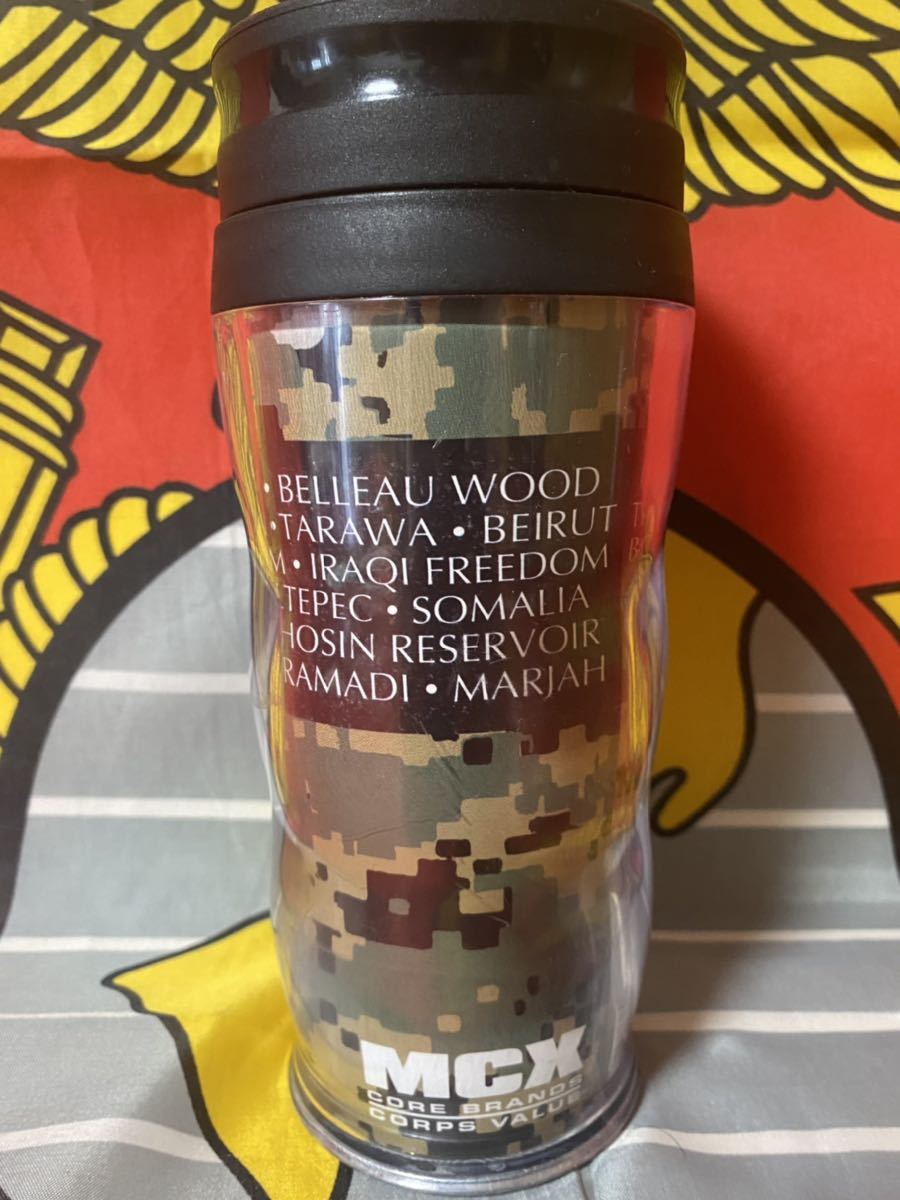 • BELLEAU WOOD
• TARAWA • BEIRUT
M • IRAQI FREEDOM
TEPEC • SOMALIA
HOSIN RESERVOIR
RAMADI • MARJAH
MCX
CORE BRANDS
CORPS VALUE